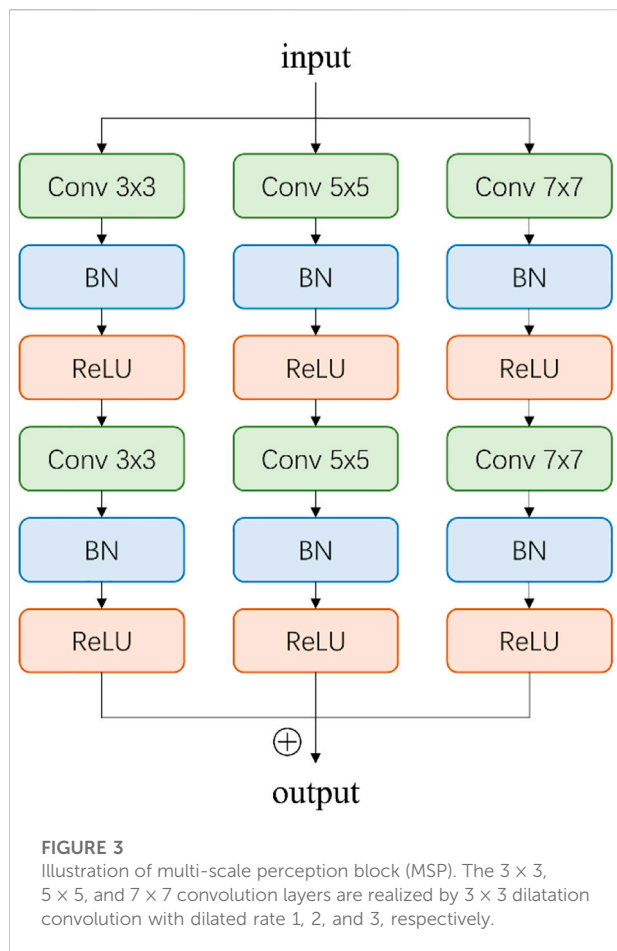 input
Conv 3x3 Conv 5x5 Conv 7x7
BN BN BN
ReLU ReLU ReLU
Conv 3x3 Conv 5x5 Conv 7x7
BN BN BN
ReLU ReLU ReLU
⊕
output
FIGURE 3
Illustration of multi-scale perception block (MSP). The 3 × 3,
5 × 5, and 7 × 7 convolution layers are realized by 3 × 3 dilatation
convolution with dilated rate 1, 2, and 3, respectively.